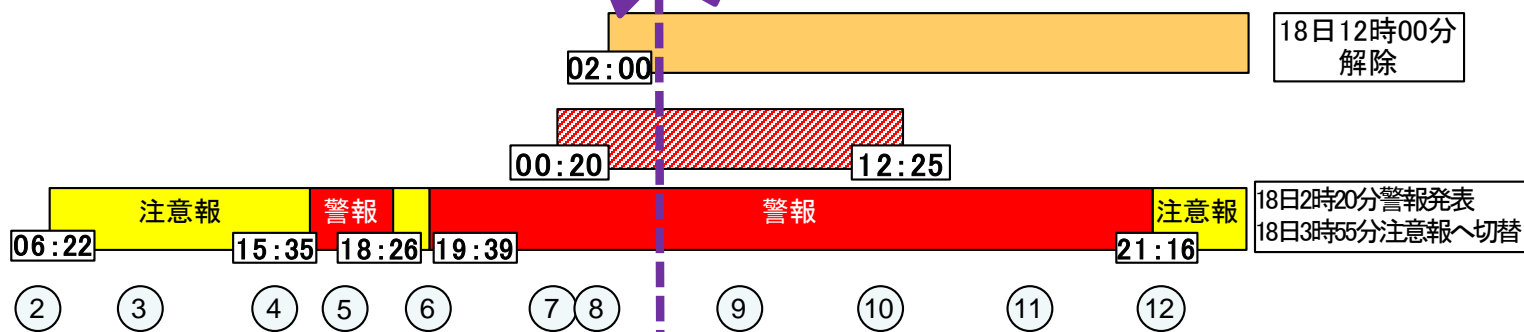 18日12時00分
解除
02:00
00:20
12:25
注意報
警報
警報
注意報
18日2時20分警報発表
18日3時55分注意報へ切替
06:22
15:35
18:26
19:39
21:16
②
③
④
⑤
⑥
⑦
⑧
⑨
⑩
⑪
⑫